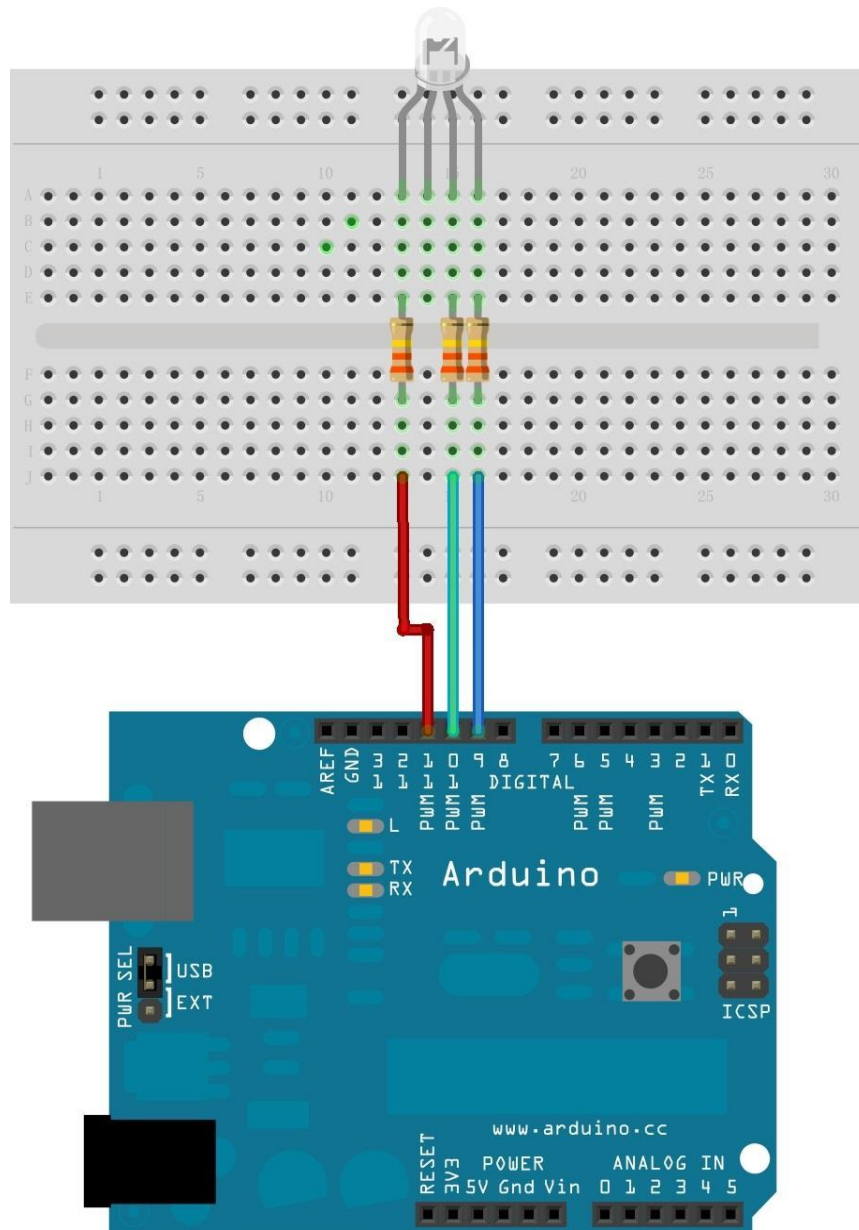 1 5 10 15 20 25 30
A
B
C
D
E
F
G
H
I
J
1 5 10 20 25 30
AREF GND 13 12 PWM 11 PWM 10 PWM 9 8 7 PWM 6 PWM 5 4 PWM 3 2 TX 1 RX 0
DIGITAL
L
TX
RX
Arduino
PWR
1
ICSP
PWR SEL
USB
EXT
www.arduino.cc
RESET 3V3
POWER
5V Gnd Vin
ANALOG IN
0 1 2 3 4 5